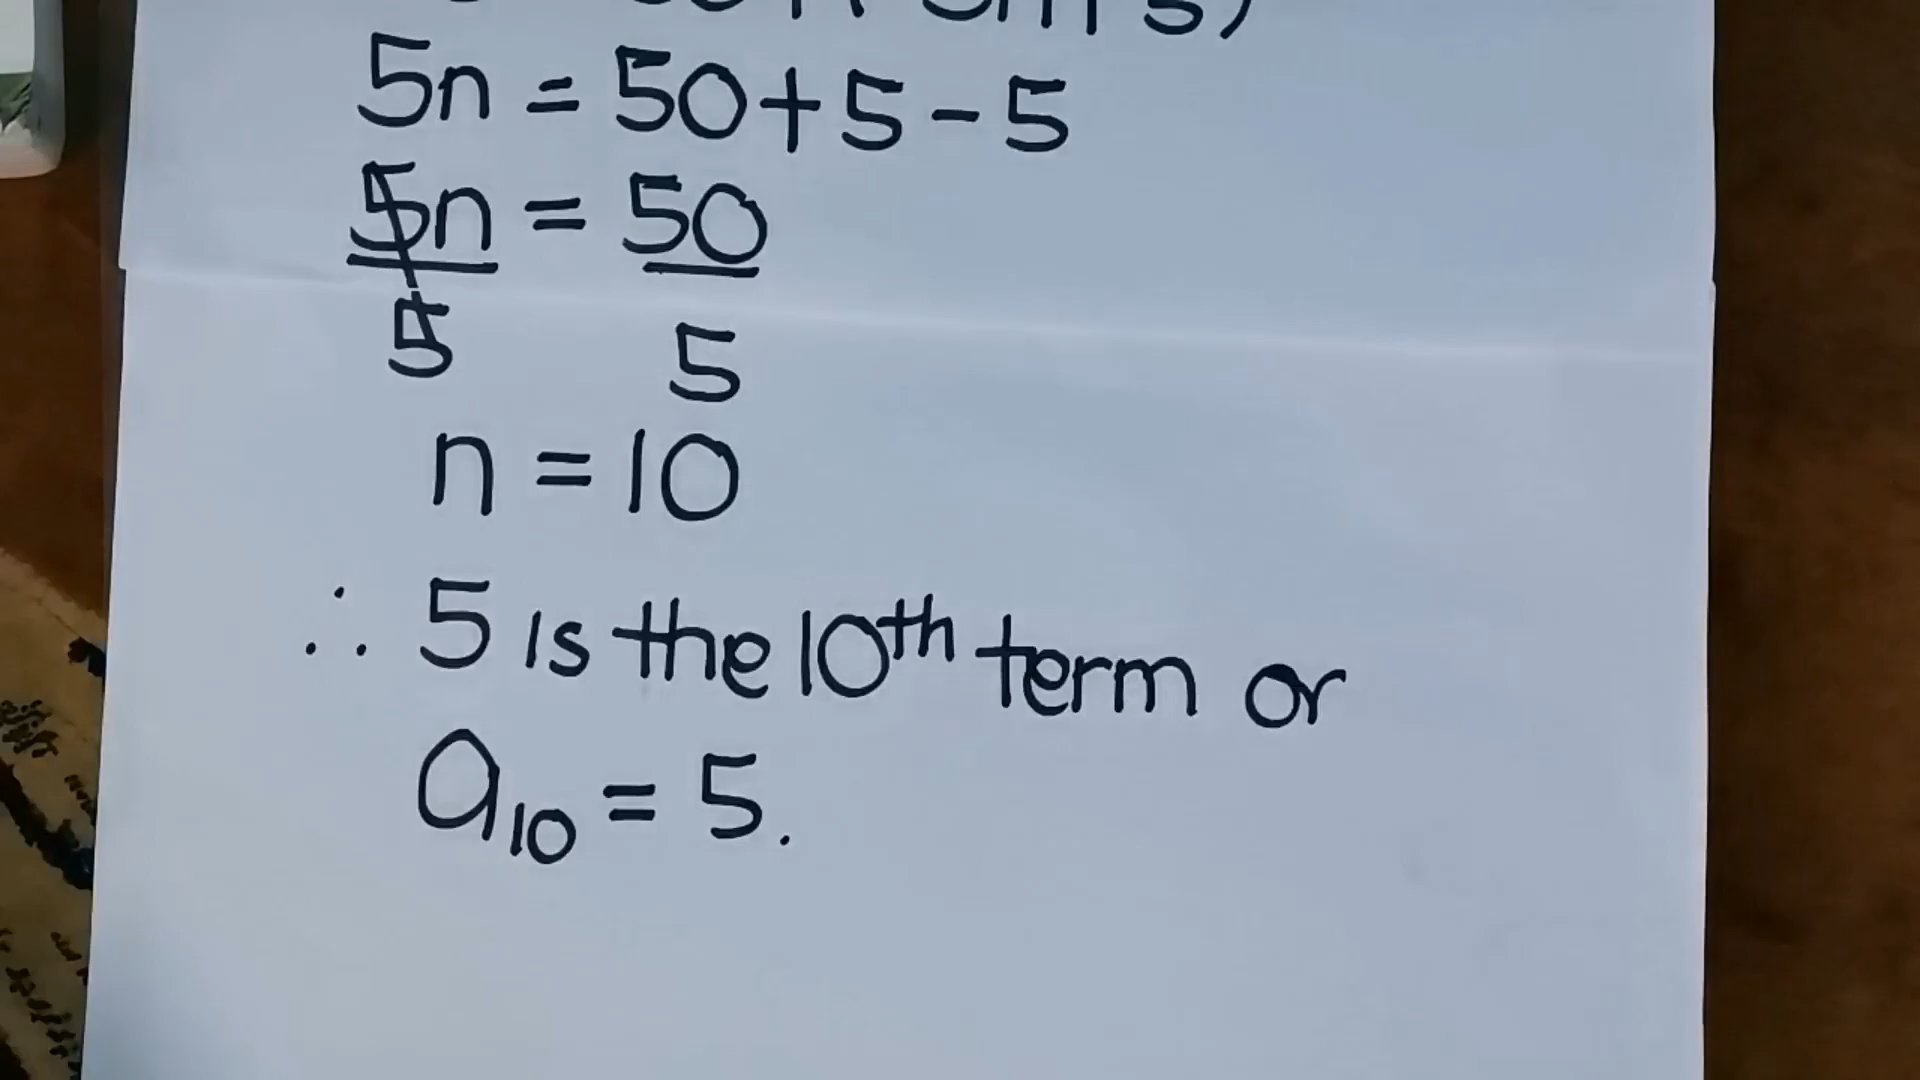 5n = 50 + 5 - 5
5n = 50
5 5
n = 10
∴ 5 is the 10th term or
a10 = 5.